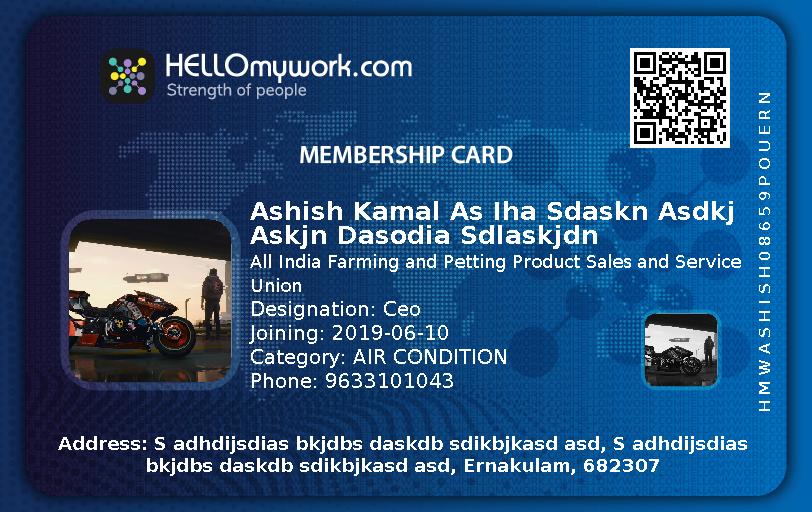 HELLOmywork.com
Strength of people
MEMBERSHIP CARD
Ashish Kamal As Iha Sdaskn Asdkj
Askjn Dasodia Sdlaskjdn
All India Farming and Petting Product Sales and Service
Union
Designation: Ceo
Joining: 2019-06-10
Category: AIR CONDITION
Phone: 9633101043
HMWASHISH08659POUERN
Address: S adhdijsdias bkjdbs daskdb sdikbjkasd asd, S adhdijsdias
bkjdbs daskdb sdikbjkasd asd, Ernakulam, 682307